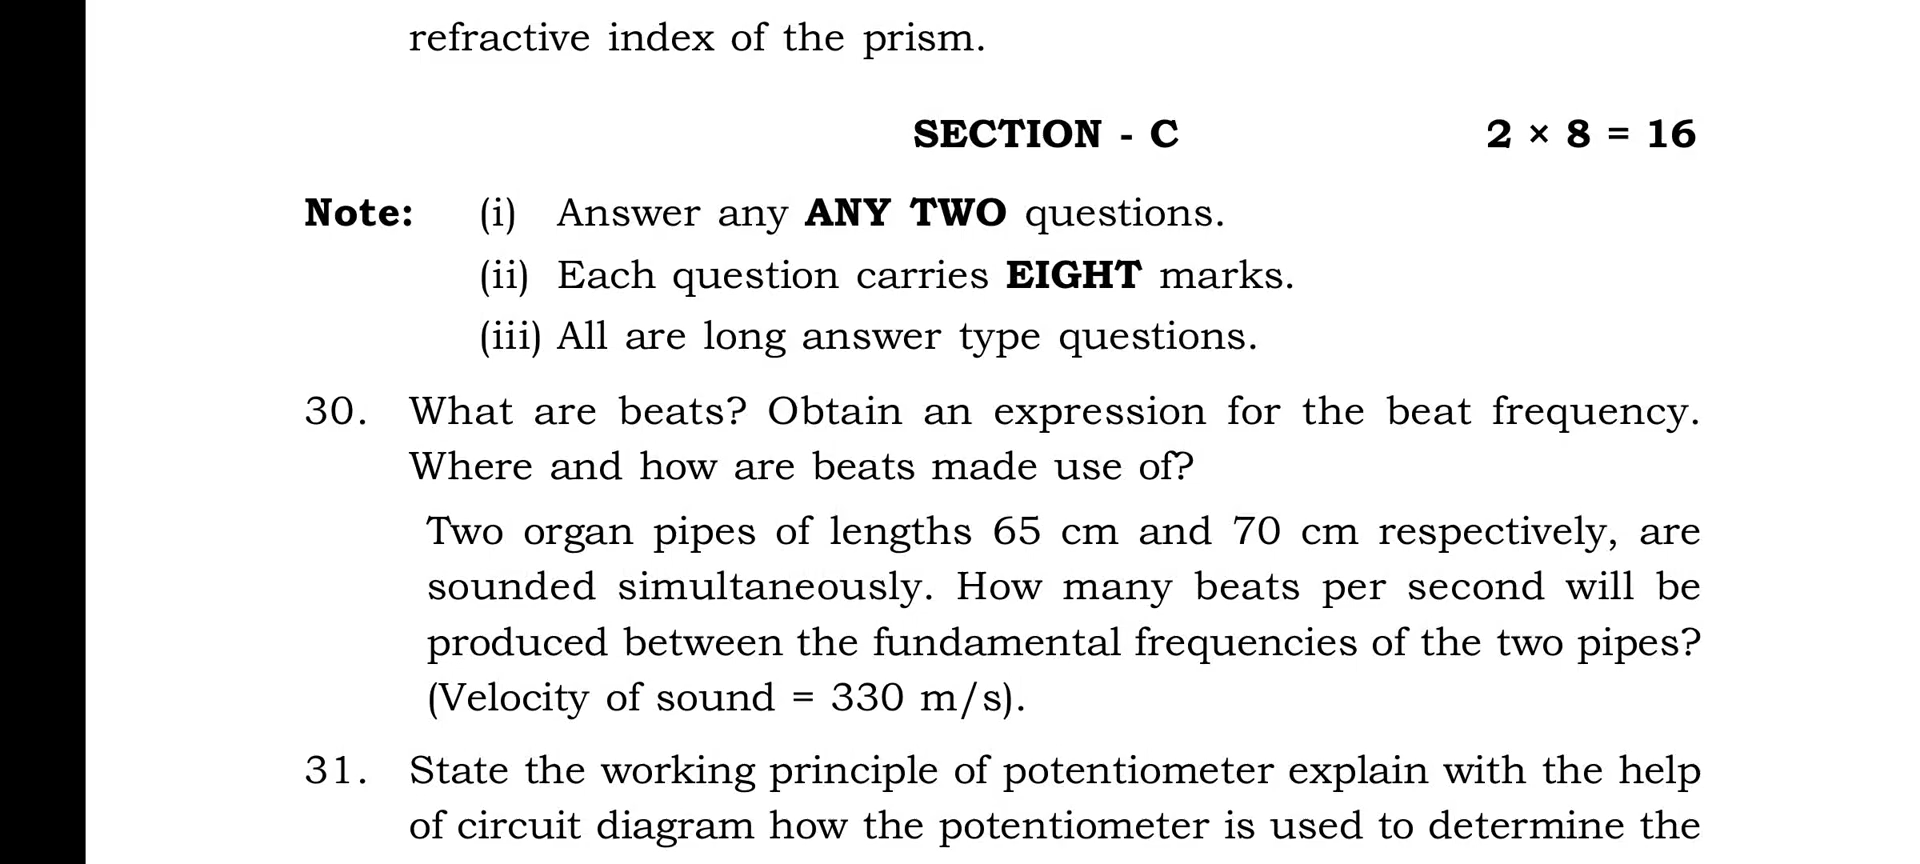 refractive index of the prism.
SECTION - C 2 × 8 = 16
Note: (i) Answer any ANY TWO questions.
(ii) Each question carries EIGHT marks.
(iii) All are long answer type questions.
30. What are beats? Obtain an expression for the beat frequency.
Where and how are beats made use of?
Two organ pipes of lengths 65 cm and 70 cm respectively, are
sounded simultaneously. How many beats per second will be
produced between the fundamental frequencies of the two pipes?
(Velocity of sound = 330 m/s).
31. State the working principle of potentiometer explain with the help
of circuit diagram how the potentiometer is used to determine the